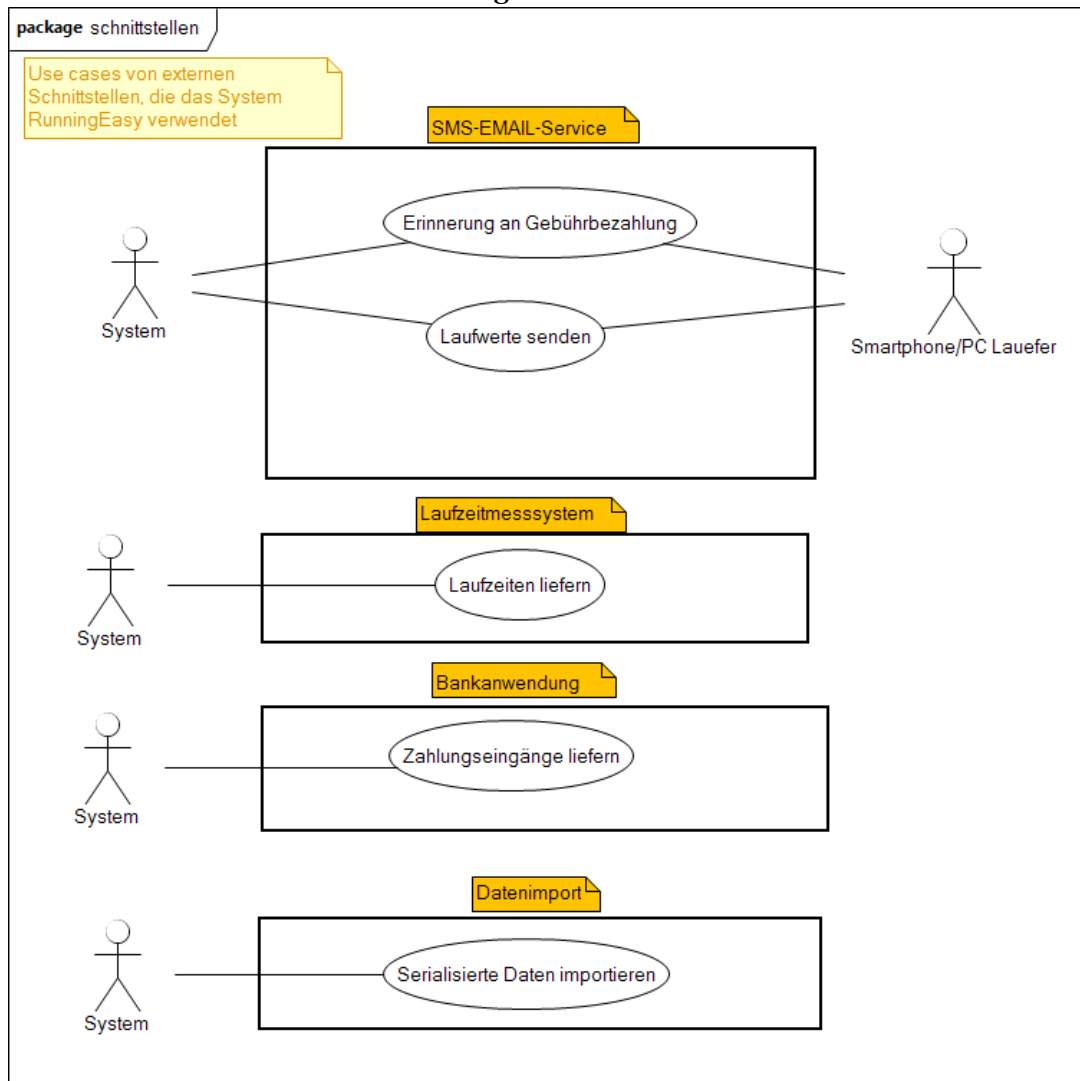 package schnittstellen
Use cases von externen
Schnittstellen, die das System
RunningEasy verwendet
SMS-EMAIL-Service
Erinnerung an Gebührbezahlung
System
Laufwerte senden
Smartphone/PC Lauefer
Laufzeitmesssystem
Laufzeiten liefern
System
Bankanwendung
Zahlungseingänge liefern
System
Datenimport
Serialisierte Daten importieren
System